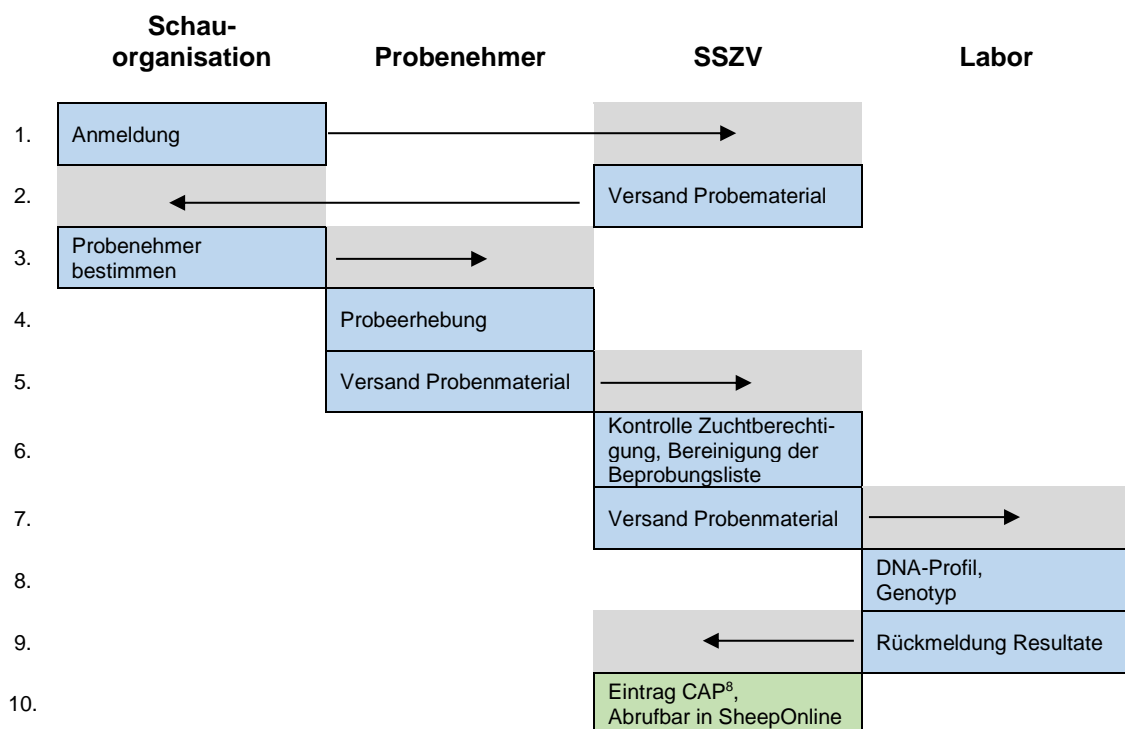 Schau-
organisation
Probenehmer
SSZV
Labor
1.
Anmeldung
2.
Versand Probematerial
3.
Probenehmer
bestimmen
4.
Probeerhebung
5.
Versand Probenmaterial
6.
Kontrolle Zuchtberechti-
gung, Bereinigung der
Beprobungsliste
7.
Versand Probenmaterial
8.
DNA-Profil,
Genotyp
9.
Rückmeldung Resultate
10.
Eintrag CAP⁸,
Abrufbar in SheepOnline